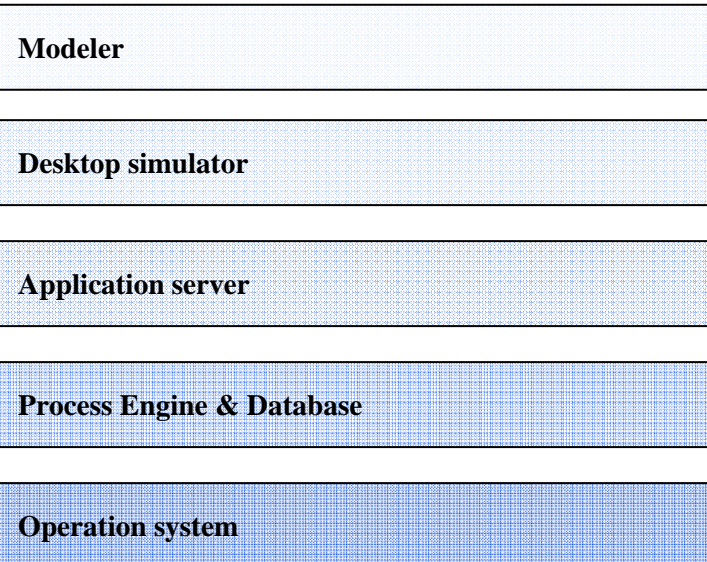 Modeler
Desktop simulator
Application server
Process Engine & Database
Operation system